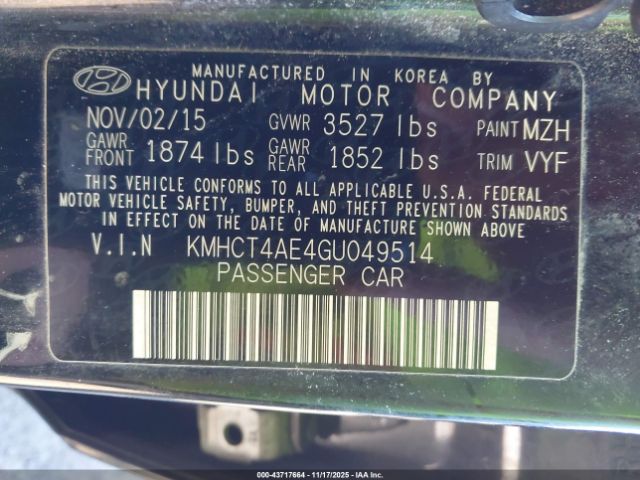 MANUFACTURED IN KOREA BY
HYUNDAI MOTOR COMPANY
NOV/02/15 GVWR 3527 lbs PAINT MZH
GAWR FRONT 1874 lbs GAWR REAR 1852 lbs TRIM VYF
THIS VEHICLE CONFORMS TO ALL APPLICABLE U.S.A. FEDERAL
MOTOR VEHICLE SAFETY, BUMPER, AND THEFT PREVENTION STANDARDS
IN EFFECT ON THE DATE OF MANUFACTURE SHOWN ABOVE.
V.I.N KMHCT4AE4GU049514
PASSENGER CAR
000-43717664 - 11/17/2025 - COPYRIGHT IAA, LLC.